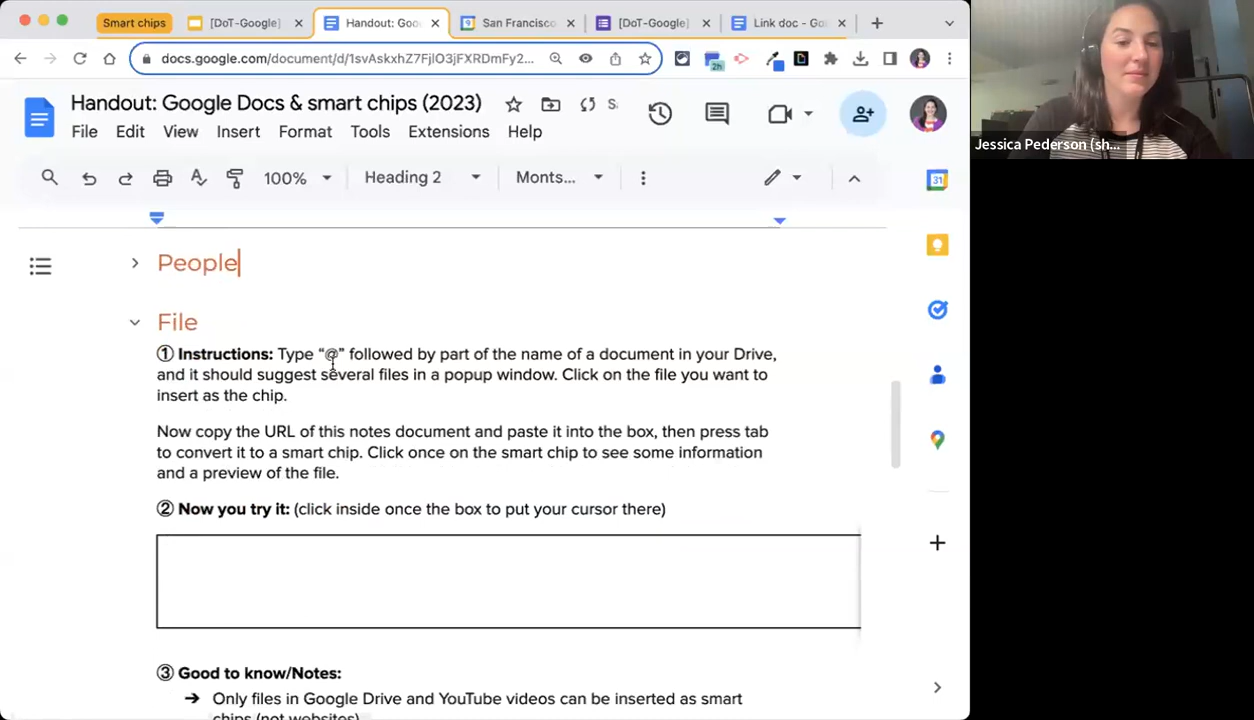 Smart chips
[DoT-Google]
Handout: Goo
San Francisco
[DoT-Google]
Link doc - Go
docs.google.com/document/d/1svAskxhZ7FjlO3jFXRDmFy2...
2h
Handout: Google Docs & smart chips (2023)
S
File Edit View Insert Format Tools Extensions Help
100% Heading 2 Monts...
31
Jessica Pederson (sh...
People
File
① Instructions: Type “@” followed by part of the name of a document in your Drive,
and it should suggest several files in a popup window. Click on the file you want to
insert as the chip.
Now copy the URL of this notes document and paste it into the box, then press tab
to convert it to a smart chip. Click once on the smart chip to see some information
and a preview of the file.
② Now you try it: (click inside once the box to put your cursor there)
③ Good to know/Notes:
➔ Only files in Google Drive and YouTube videos can be inserted as smart
chips (not websites).